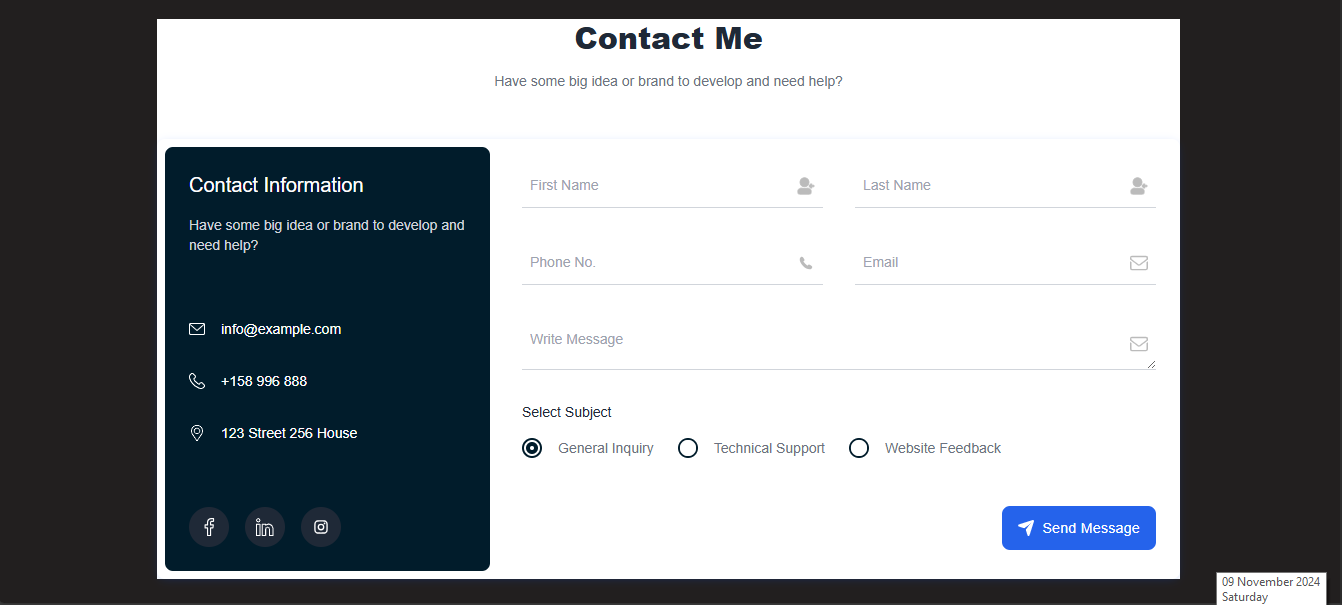 Contact Me
Have some big idea or brand to develop and need help?
Contact Information
Have some big idea or brand to develop and
need help?
info@example.com
+158 996 888
123 Street 256 House
First Name
Last Name
Phone No.
Email
Write Message
Select Subject
General Inquiry
Technical Support
Website Feedback
Send Message
09 November 2024
Saturday